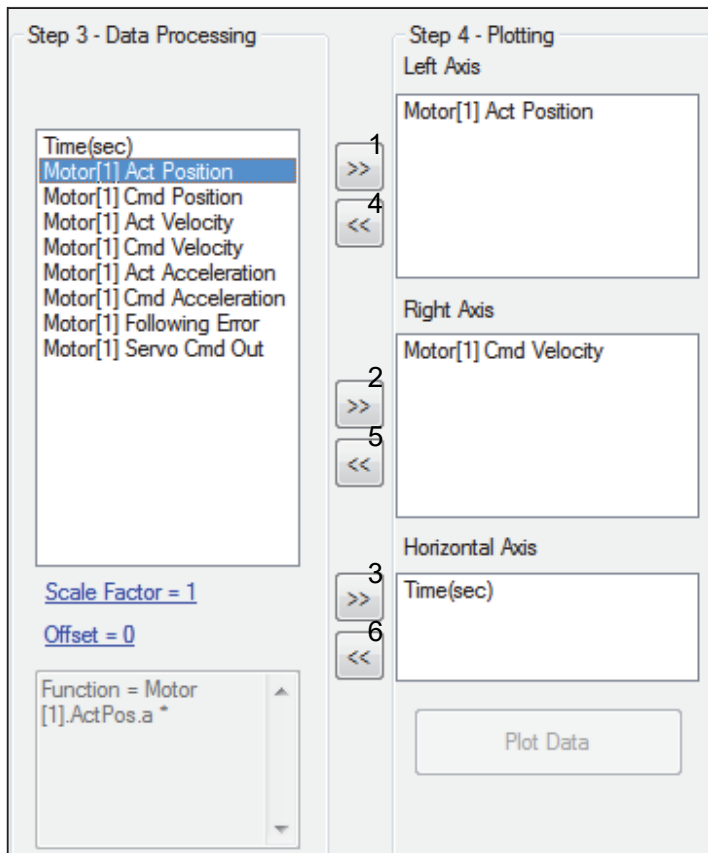 Step 3 - Data Processing
Time(sec)
Motor[1] Act Position
Motor[1] Cmd Position
Motor[1] Act Velocity
Motor[1] Cmd Velocity
Motor[1] Act Acceleration
Motor[1] Cmd Acceleration
Motor[1] Following Error
Motor[1] Servo Cmd Out
Scale Factor = 1
Offset = 0
Function = Motor
[1].ActPos.a *
1
>>
4
<<
2
>>
5
<<
3
>>
6
<<
Step 4 - Plotting
Left Axis
Motor[1] Act Position
Right Axis
Motor[1] Cmd Velocity
Horizontal Axis
Time(sec)
Plot Data